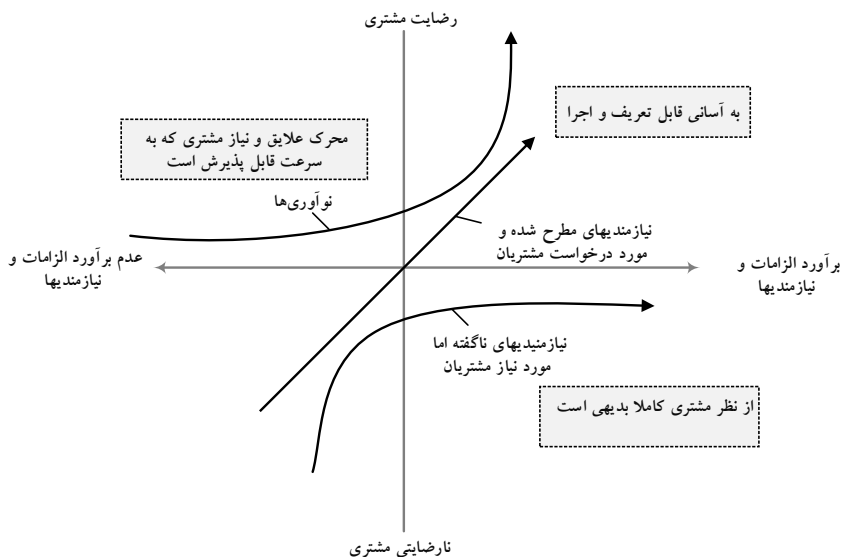 رضایت مشتری
به آسانی قابل تعریف و اجرا
محرک علایق و نیاز مشتری که به
سرعت قابل پذیرش است
نوآوری‌ها
نیازمندیهای مطرح شده و
مورد درخواست مشتریان
برآورد الزامات و
نیازمندیها
عدم برآورد الزامات و
نیازمندیها
نیازمنیدیهای ناگفته اما
مورد نیاز مشتریان
از نظر مشتری کاملا بدیهی است
نارضایتی مشتری